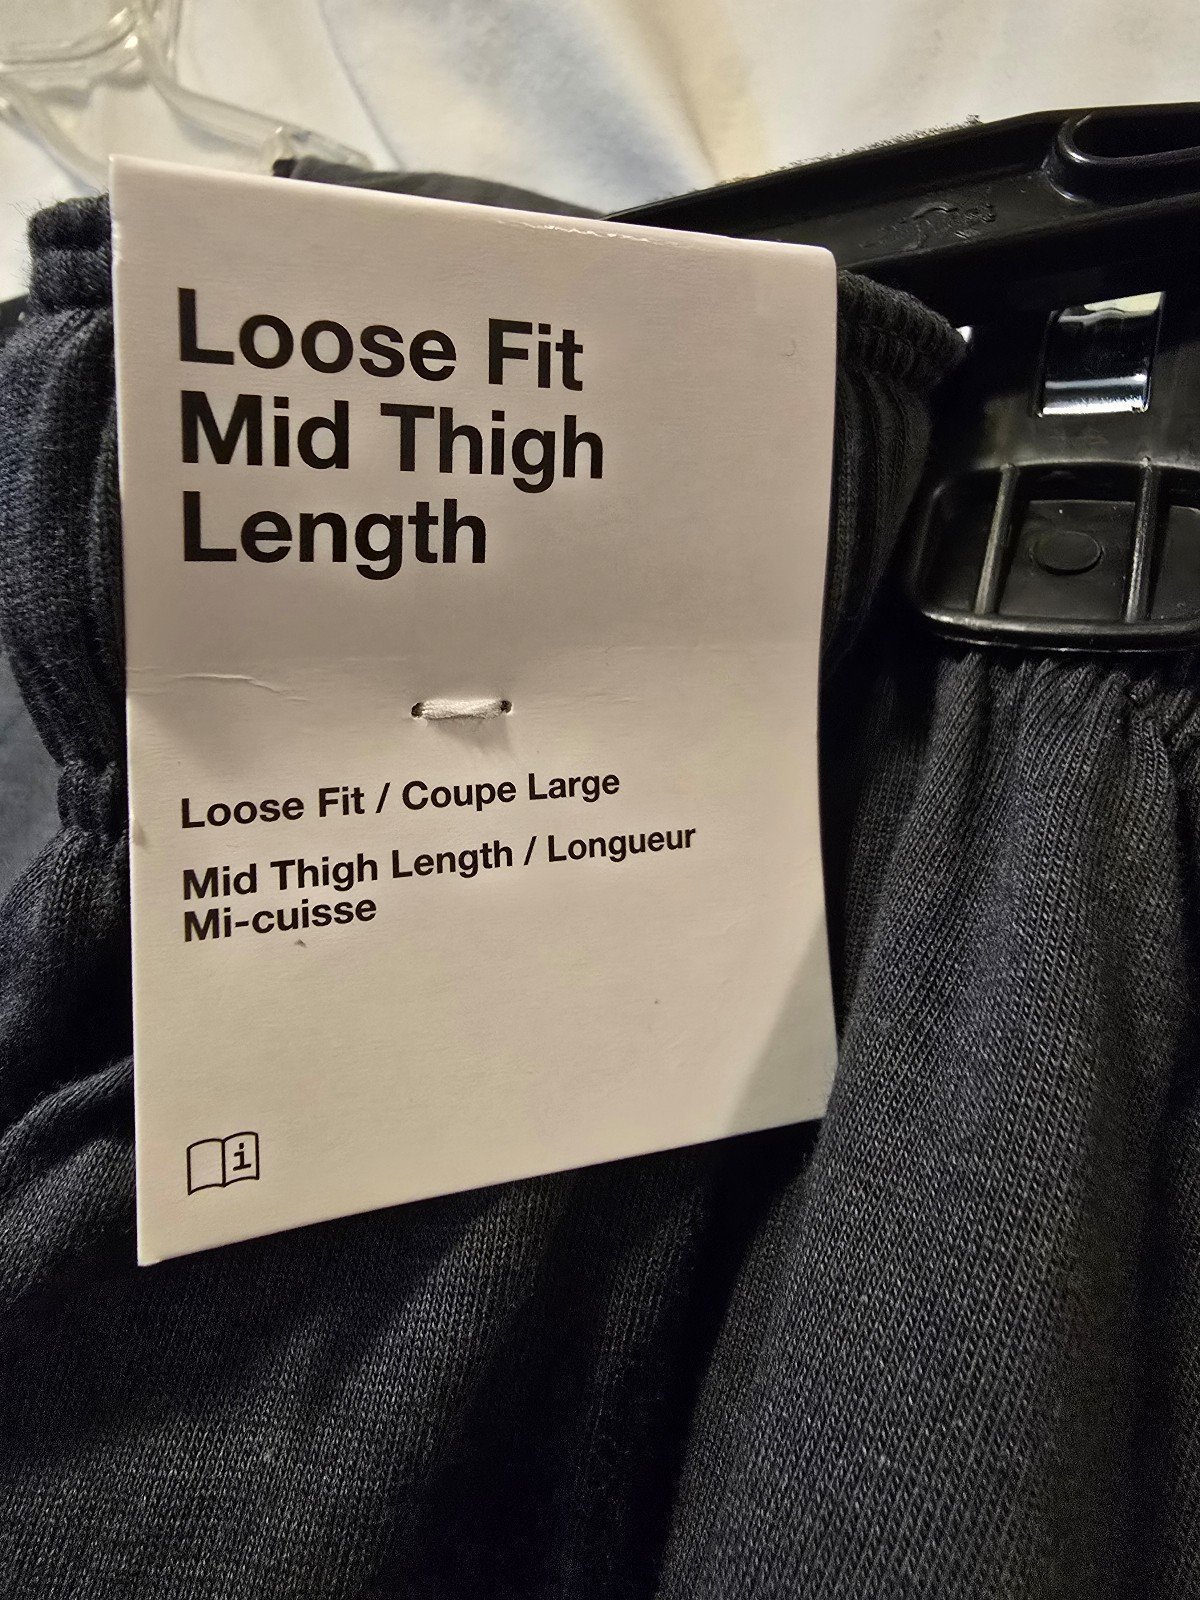 Loose Fit
Mid Thigh
Length
Loose Fit / Coupe Large
Mid Thigh Length / Longueur
Mi-cuisse
i